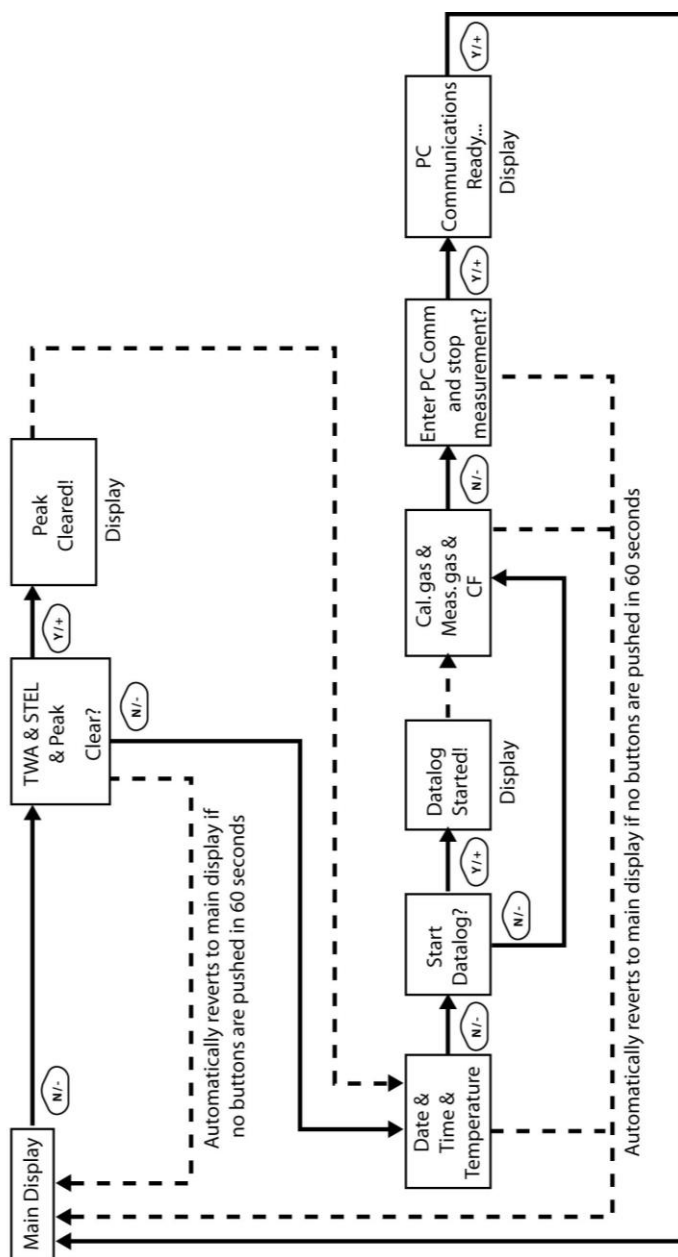 Main Display
N/-
TWA & STEL
& Peak
Clear?
Y/+
Peak
Cleared!
Display
N/-
Automatically reverts to main display if
no buttons are pushed in 60 seconds
Date &
Time &
Temperature
N/-
Start
Datalog?
Y/+
Datalog
Started!
Display
N/-
Cal. gas &
Meas. gas &
CF
N/-
Enter PC Comm
and stop
measurement?
Y/+
PC
Communications
Ready...
Display
Y/+
Automatically reverts to main display if no buttons are pushed in 60 seconds